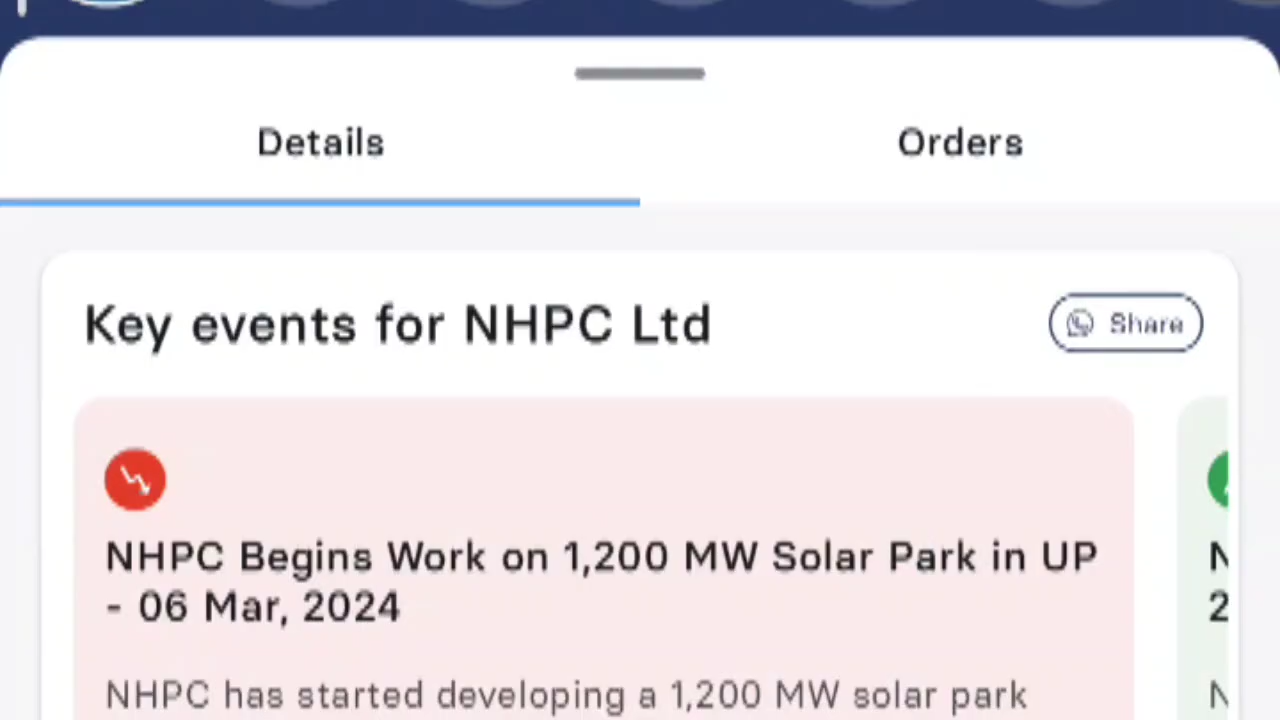 Details
Orders
Key events for NHPC Ltd
Share
NHPC Begins Work on 1,200 MW Solar Park in UP
- 06 Mar, 2024
NHPC has started developing a 1,200 MW solar park
N
2
N